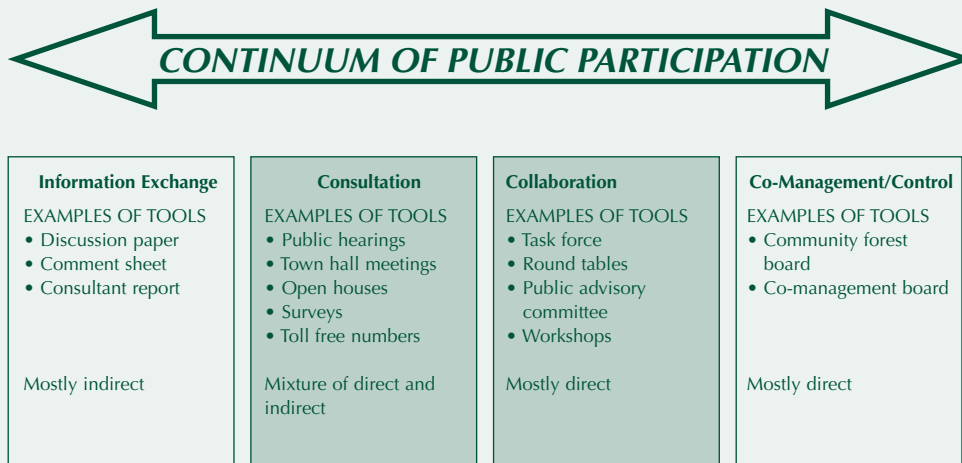 CONTINUUM OF PUBLIC PARTICIPATION
Information Exchange
EXAMPLES OF TOOLS
• Discussion paper
• Comment sheet
• Consultant report
Mostly indirect
Consultation
EXAMPLES OF TOOLS
• Public hearings
• Town hall meetings
• Open houses
• Surveys
• Toll free numbers
Mixture of direct and
indirect
Collaboration
EXAMPLES OF TOOLS
• Task force
• Round tables
• Public advisory
committee
• Workshops
Mostly direct
Co-Management/Control
EXAMPLES OF TOOLS
• Community forest
board
• Co-management board
Mostly direct